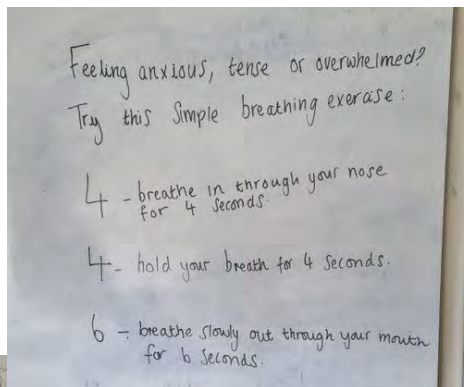 Feeling anxious, tense or overwhelmed?
Try this Simple breathing exercise:
4 - breathe in through your nose
for 4 Seconds.
4 - hold your breath for 4 Seconds.
6 - breathe slowly out through your mouth
for 6 Seconds.